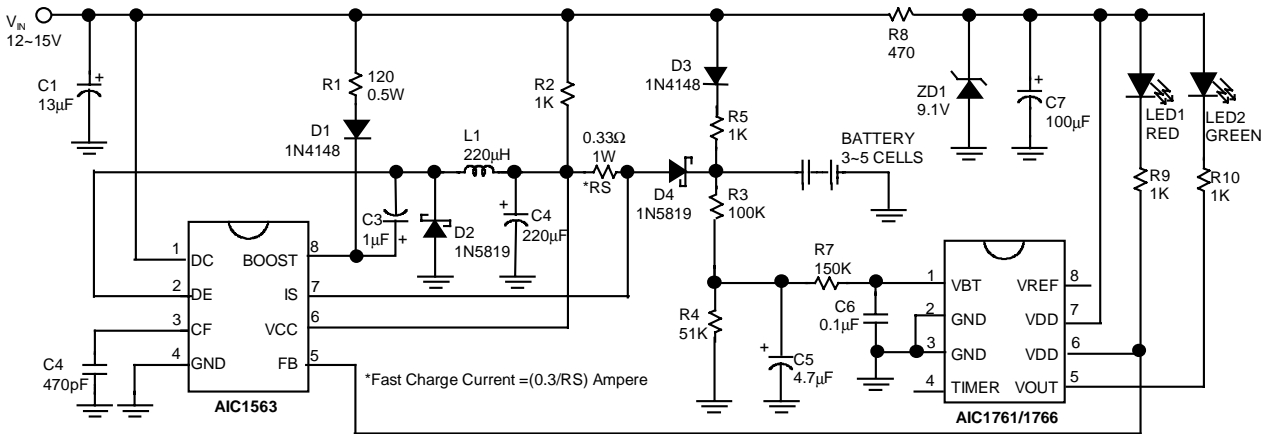 VIN
12~15V
C1
13µF
+
R1
120
0.5W
D1
1N4148
R2
1K
D3
1N4148
R5
1K
R8
470
ZD1
9.1V
+
C7
100µF
LED1
RED
LED2
GREEN
R9
1K
R10
1K
L1
220µH
0.33Ω
1W
*RS
D4
1N5819
BATTERY
3~5 CELLS
C3
1µF
+
D2
1N5819
+
C4
220µF
R3
100K
R7
150K
R4
51K
C6
0.1µF
+
C5
4.7µF
1 DC BOOST 8
2 DE IS 7
3 CF VCC 6
4 GND FB 5
AIC1563
C4
470pF
*Fast Charge Current =(0.3/RS) Ampere
1 VBT VREF 8
2 GND VDD 7
3 GND VDD 6
4 TIMER VOUT 5
AIC1761/1766